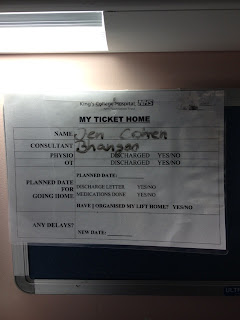 King's College Hospital NHS
MY TICKET HOME
NAME Jen Cohen
CONSULTANT Bhangan
PHYSIO DISCHARGED YES/NO
OT DISCHARGED YES/NO
PLANNED DATE FOR GOING HOME
PLANNED DATE:
DISCHARGE LETTER YES/NO
MEDICATIONS DONE YES/NO
HAVE I ORGANISED MY LIFT HOME? YES/NO
ANY DELAYS?
NEW DATE: